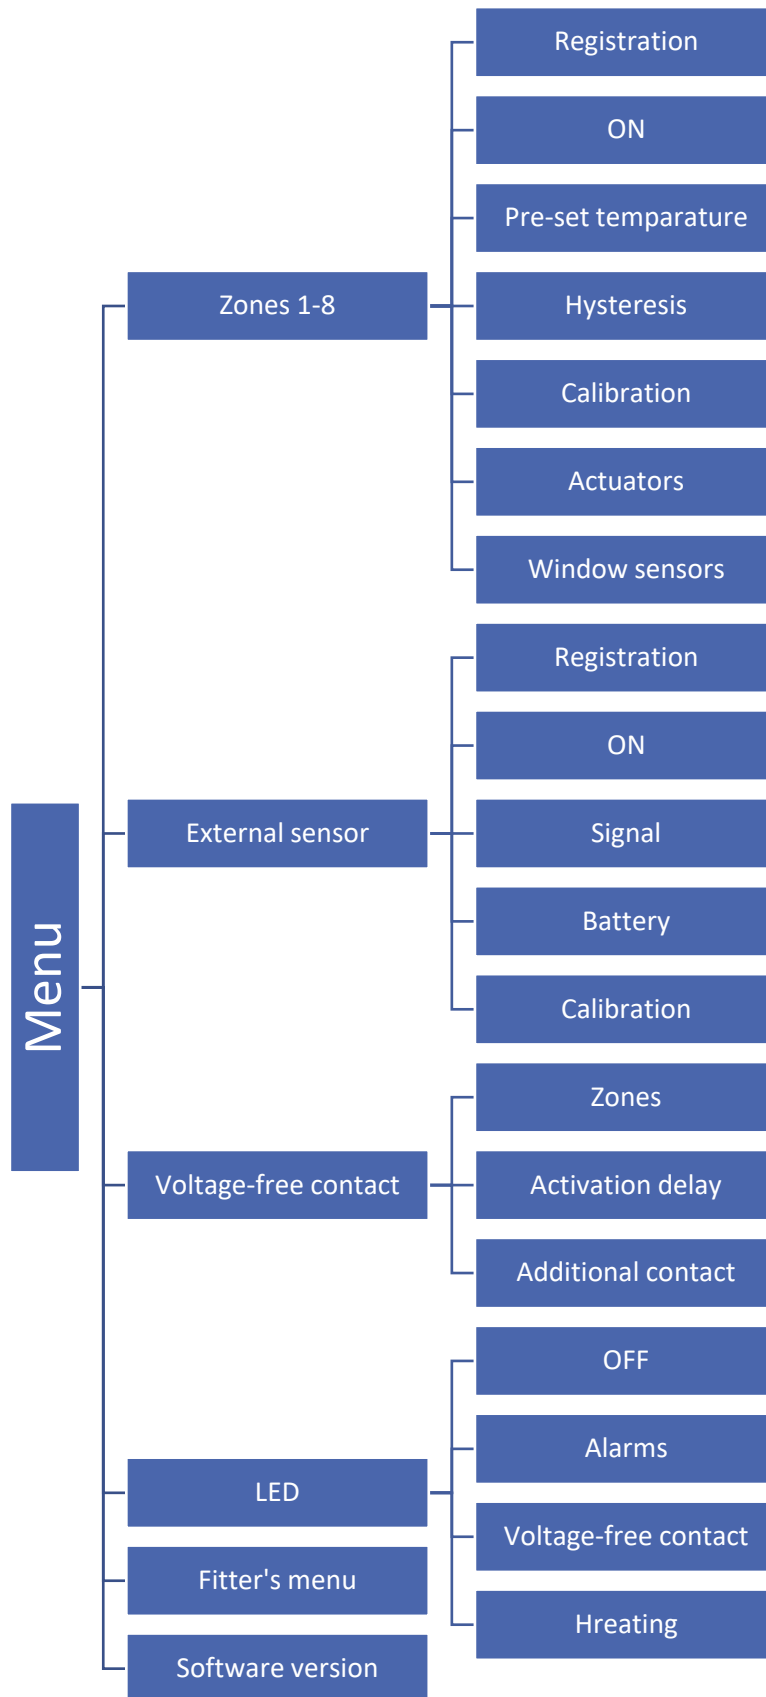 Menu
Zones 1-8
Registration
ON
Pre-set temparature
Hysteresis
Calibration
Actuators
Window sensors
External sensor
Registration
ON
Signal
Battery
Calibration
Voltage-free contact
Zones
Activation delay
Additional contact
LED
OFF
Alarms
Voltage-free contact
Hreating
Fitter's menu
Software version